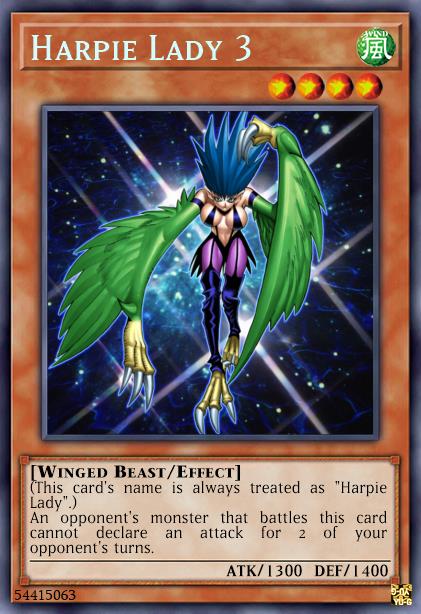 Harpie Lady 3
WIND
風
[Winged Beast/Effect]
(This card's name is always treated as "Harpie
Lady".)
An opponent's monster that battles this card
cannot declare an attack for 2 of your
opponent's turns.
ATK/1300 DEF/1400
54415063